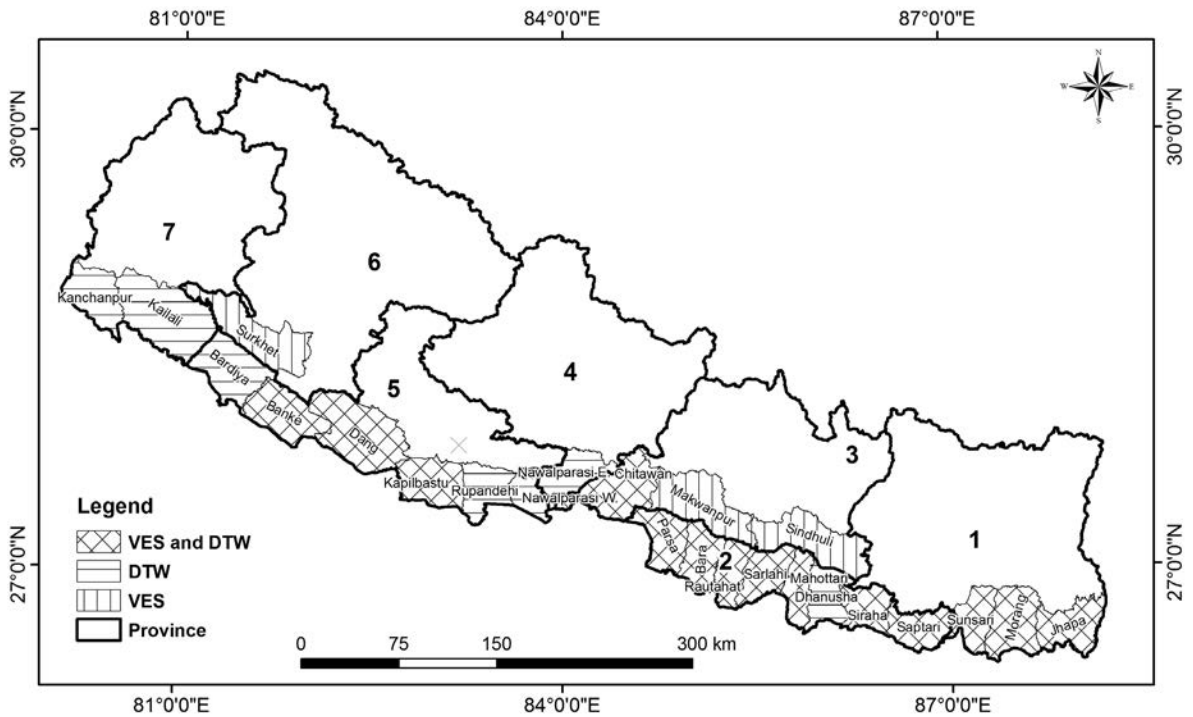 81°0'0"E 84°0'0"E 87°0'0"E
30°0'0"N
30°0'0"N
N
W E
S
7
6
Kanchanpur
Kailali
Surkhet
Bardiya
4
5
Banke
Dang
3
Nawalparasi E.
Chitawan
Kapilbastu
Rupandehi
Nawalparasi W.
Makwanpur
Sindhuli
1
Parsa
Bara
2
Rautahat
Sarlahi
Mahottari
Dhanusha
Siraha
Saptari
Sunsari
Morang
Jhapa
27°0'0"N
27°0'0"N
Legend
VES and DTW
DTW
VES
Province
0 75 150 300 km
81°0'0"E 84°0'0"E 87°0'0"E